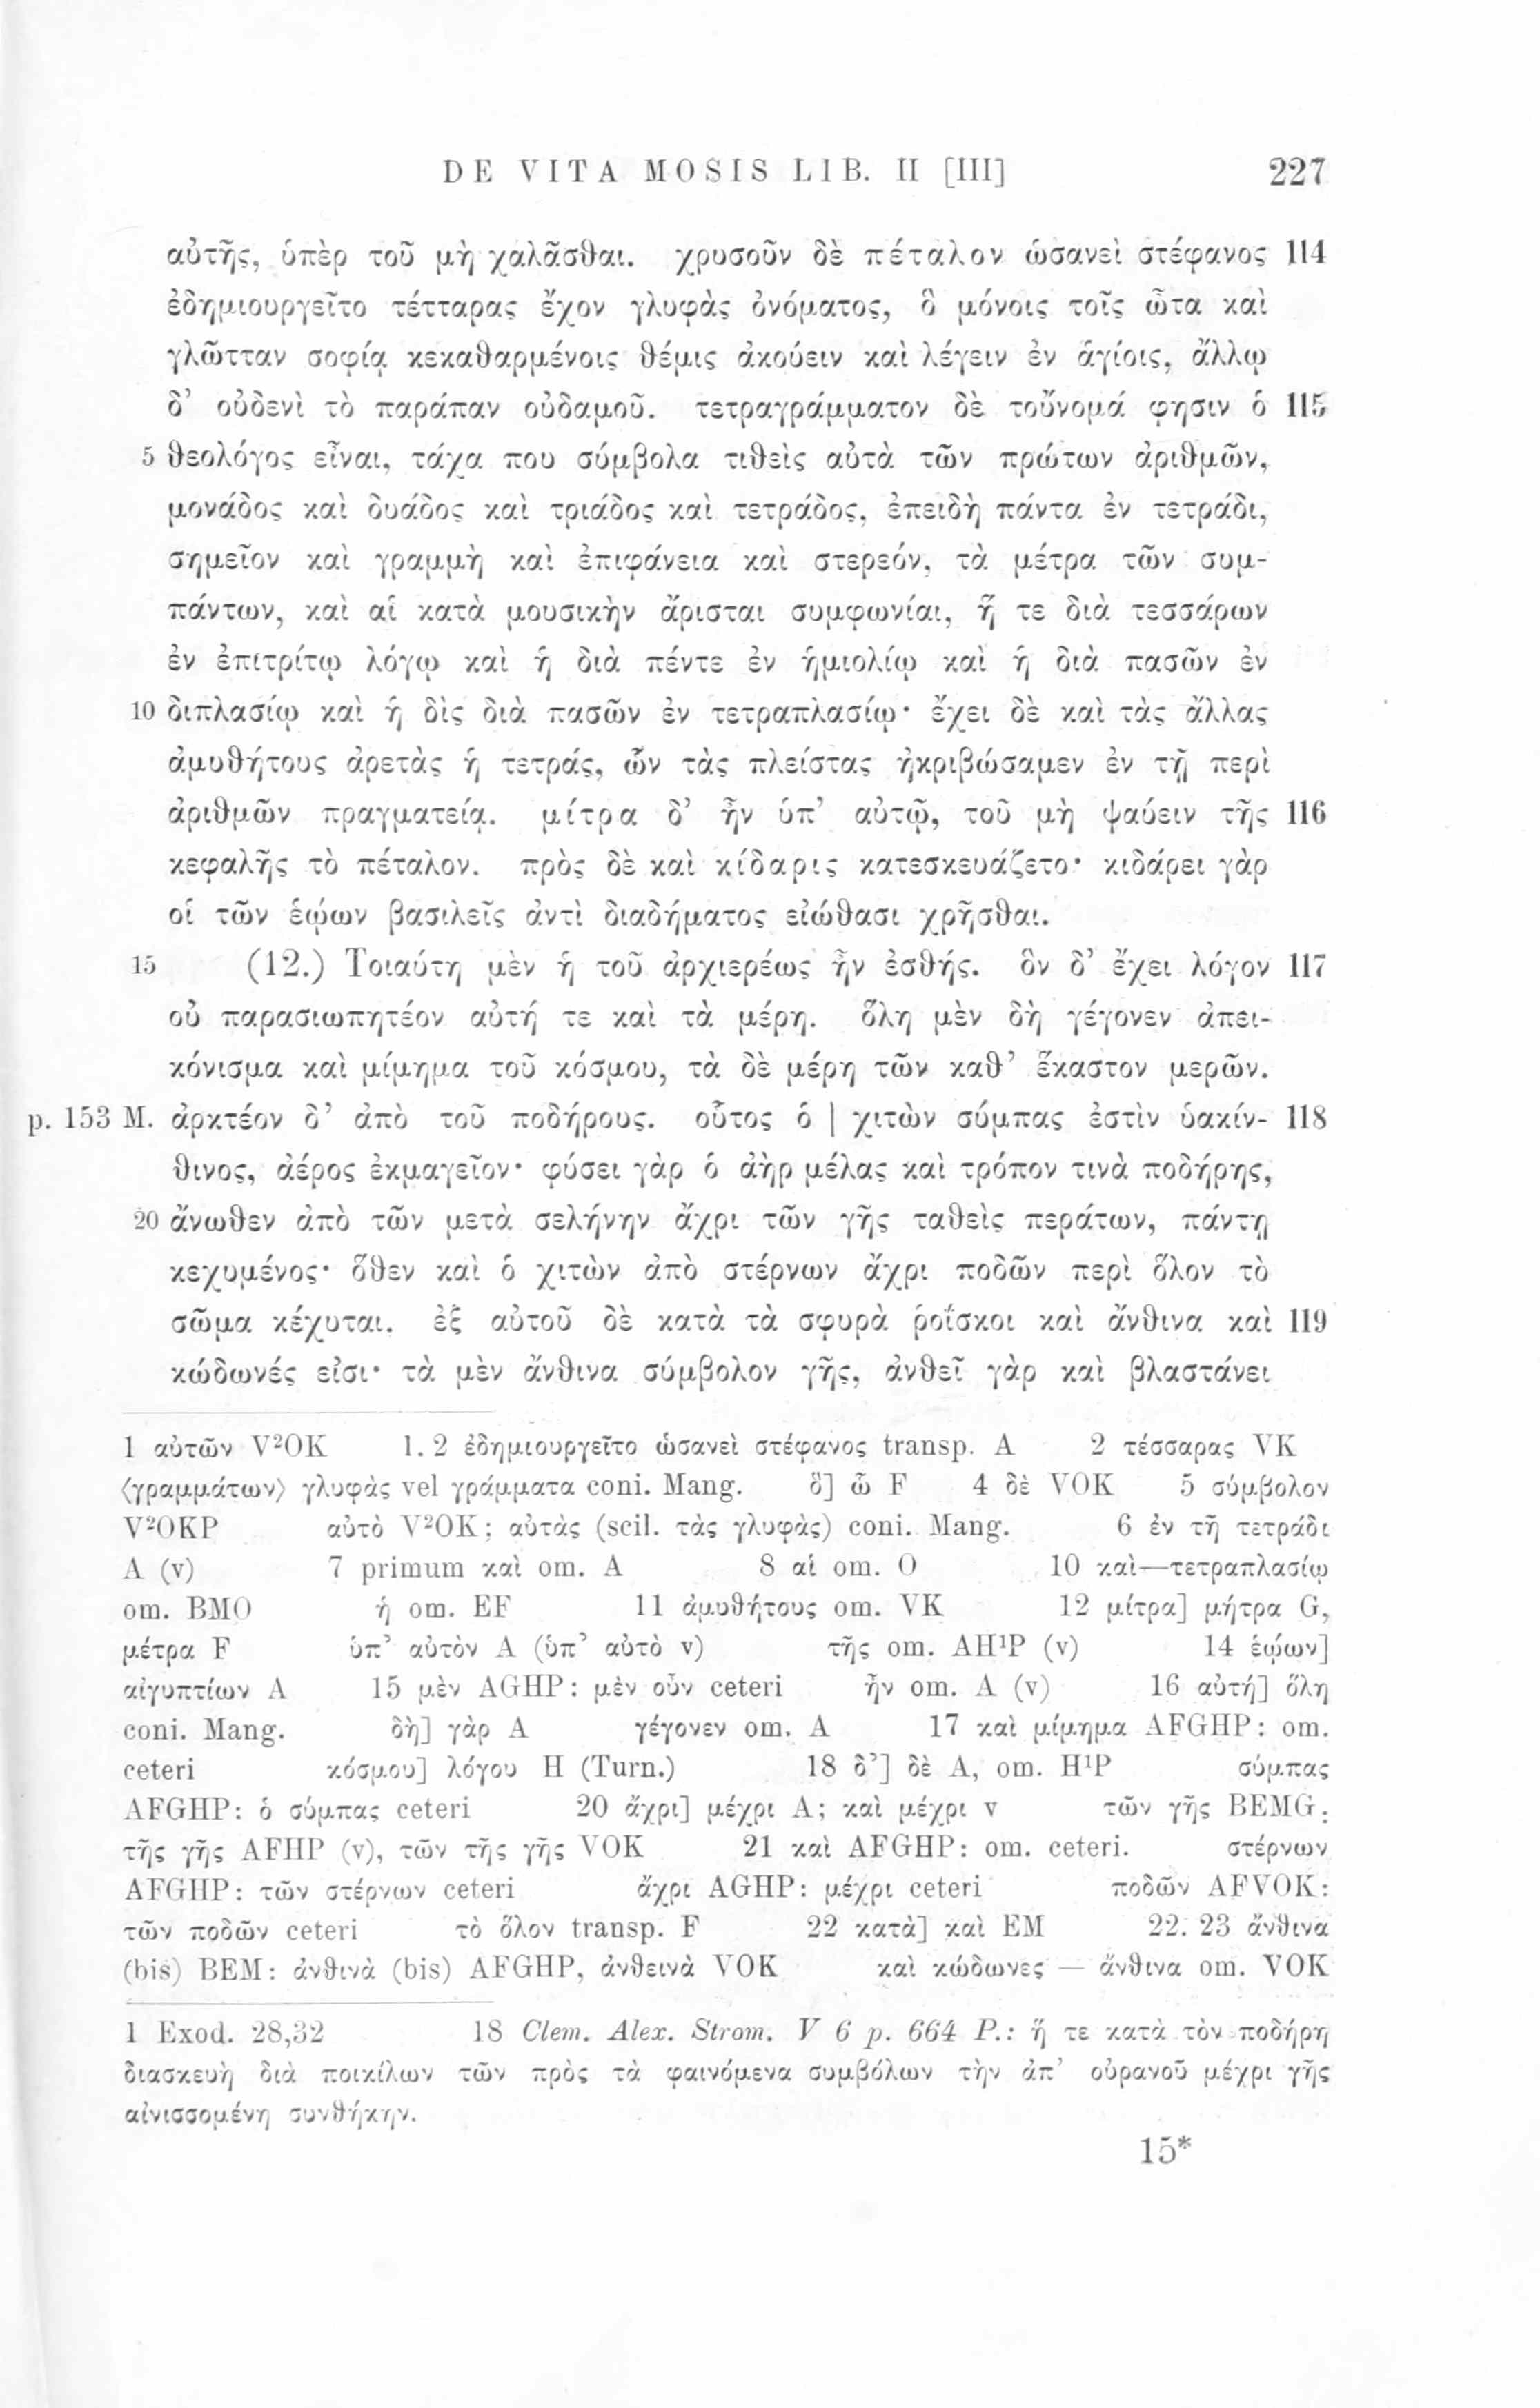 DE VITA MOSIS LIB. II [III] 227
αὐτῆς, ὑπὲρ τοῦ μὴ χαλᾶσθαι. χρυσοῦν δὲ πέταλον ὡσανεὶ στέφανος 114
ἐδημιουργεῖτο τέτταρας ἔχον γλυφὰς ὀνόματος, ὃ μόνοις τοῖς ὦτα καὶ
γλῶτταν σοφίᾳ κεκαθαρμένοις θέμις ἀκούειν καὶ λέγειν ἐν ἁγίοις, ἄλλῳ
δ’ οὐδενὶ τὸ παράπαν οὐδαμοῦ. τετραγράμματον δὲ τοὔνομά φησιν ὁ 115
5 θεολόγος εἶναι, τάχα που σύμβολα τιθεὶς αὐτὰ τῶν πρώτων ἀριθμῶν,
μονάδος καὶ δυάδος καὶ τριάδος καὶ τετράδος, ἐπειδὴ πάντα ἐν τετράδι,
σημεῖον καὶ γραμμὴ καὶ ἐπιφάνεια καὶ στερεόν, τὰ μέτρα τῶν συμ-
πάντων, καὶ αἱ κατὰ μουσικὴν ἄρισται συμφωνίαι, ἥ τε διὰ τεσσάρων
ἐν ἐπιτρίτῳ λόγῳ καὶ ἡ διὰ πέντε ἐν ἡμιολίῳ καὶ ἡ διὰ πασῶν ἐν
10 διπλασίῳ καὶ ἡ δὶς διὰ πασῶν ἐν τετραπλασίῳ· ἔχει δὲ καὶ τὰς ἄλλας
ἀμυθήτους ἀρετὰς ἡ τετράς, ὧν τὰς πλείστας ἠκριβώσαμεν ἐν τῇ περὶ
ἀριθμῶν πραγματείᾳ. μίτρα δ’ ἦν ὑπ’ αὐτῷ, τοῦ μὴ ψαύειν τῆς 116
κεφαλῆς τὸ πέταλον. πρὸς δὲ καὶ κίδαρις κατεσκευάζετο· κιδάρει γὰρ
οἱ τῶν ἑῴων βασιλεῖς ἀντὶ διαδήματος εἰώθασι χρῆσθαι.
15 (12.) Τοιαύτη μὲν ἡ τοῦ ἀρχιερέως ἦν ἐσθής. ὃν δ’ ἔχει λόγον 117
οὐ παρασιωπητέον αὐτή τε καὶ τὰ μέρη. ὅλη μὲν δὴ γέγονεν ἀπει-
κόνισμα καὶ μίμημα τοῦ κόσμου, τὰ δὲ μέρη τῶν καθ’ ἕκαστον μερῶν.
p. 153 M. ἀρκτέον δ’ ἀπὸ τοῦ ποδήρους. οὗτος ὁ | χιτὼν σύμπας ἐστὶν ὑακίν- 118
θινος, ἀέρος ἐκμαγεῖον· φύσει γὰρ ὁ ἀὴρ μέλας καὶ τρόπον τινὰ ποδήρης,
20 ἄνωθεν ἀπὸ τῶν μετὰ σελήνην ἄχρι τῶν γῆς ταθεὶς περάτων, πάντῃ
κεχυμένος· ὅθεν καὶ ὁ χιτὼν ἀπὸ στέρνων ἄχρι ποδῶν περὶ ὅλον τὸ
σῶμα κέχυται. ἐξ αὐτοῦ δὲ κατὰ τὰ σφυρὰ ῥοΐσκοι καὶ ἄνθινα καὶ 119
κώδωνές εἰσι· τὰ μὲν ἄνθινα σύμβολον γῆς, ἀνθεῖ γὰρ καὶ βλαστάνει
1 αὐτῶν V²OK 1. 2 ἐδημιουργεῖτο ὡσανεὶ στέφανος transp. A 2 τέσσαρας VK
⟨γραμμάτων⟩ γλυφὰς vel γράμματα coni. Mang. ὃ] ᾧ F 4 δὲ VOK 5 σύμβολον
V²OKP αὐτὸ V²OK; αὐτὰς (scil. τὰς γλυφὰς) coni. Mang. 6 ἐν τῇ τετράδι
A (v) 7 primum καὶ om. A 8 αἱ om. O 10 καὶ—τετραπλασίῳ
om. BMO ἡ om. EF 11 ἀμυθήτους om. VK 12 μίτρα] μήτρα G,
μέτρα F ὑπ’ αὐτὸν A (ὑπ’ αὐτὸ v) τῆς om. AH¹P (v) 14 ἑῴων]
αἰγυπτίων A 15 μὲν AGHP: μὲν οὖν ceteri ἦν om. A (v) 16 αὐτή] ὅλη
coni. Mang. δὴ] γὰρ A γέγονεν om. A 17 καὶ μίμημα AFGHP: om.
ceteri κόσμου] λόγου H (Turn.) 18 δ’] δὲ A, om. H¹P σύμπας
AFGHP: ὁ σύμπας ceteri 20 ἄχρι] μέχρι A; καὶ μέχρι v τῶν γῆς BEMG:
τῆς γῆς AFHP (v), τῶν τῆς γῆς VOK 21 καὶ AFGHP: om. ceteri. στέρνων
AFGHP: τῶν στέρνων ceteri ἄχρι AGHP: μέχρι ceteri ποδῶν AFVOK:
τῶν ποδῶν ceteri τὸ ὅλον transp. F 22 κατὰ] καὶ EM 22. 23 ἄνθινα
(bis) BEM: ἀνθινὰ (bis) AFGHP, ἀνθεινὰ VOK καὶ κώδωνες — ἄνθινα om. VOK
1 Exod. 28,32 18 Clem. Alex. Strom. V 6 p. 664 P.: ἥ τε κατὰ τὸν ποδήρη
διασκευὴ διὰ ποικίλων τῶν πρὸς τὰ φαινόμενα συμβόλων τὴν ἀπ’ οὐρανοῦ μέχρι γῆς
αἰνισσομένη συνθήκην.
15*